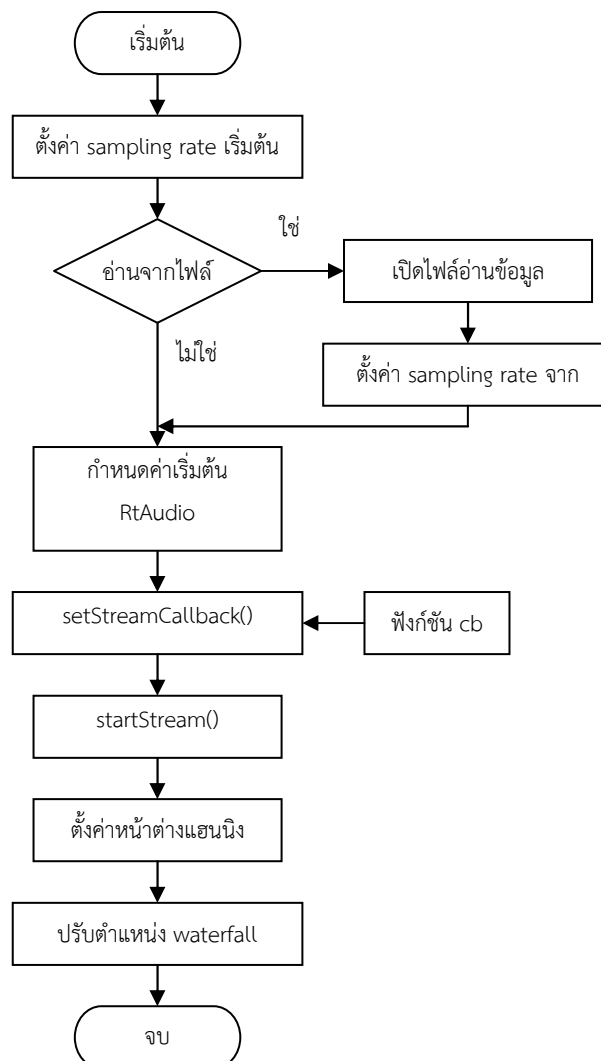 เริ่มต้น
ตั้งค่า sampling rate เริ่มต้น
ใช่
อ่านจากไฟล์
เปิดไฟล์อ่านข้อมูล
ไม่ใช่
ตั้งค่า sampling rate จาก
กำหนดค่าเริ่มต้น
RtAudio
setStreamCallback()
ฟังก์ชัน cb
startStream()
ตั้งค่าหน้าต่างแฮนนิง
ปรับตำแหน่ง waterfall
จบ